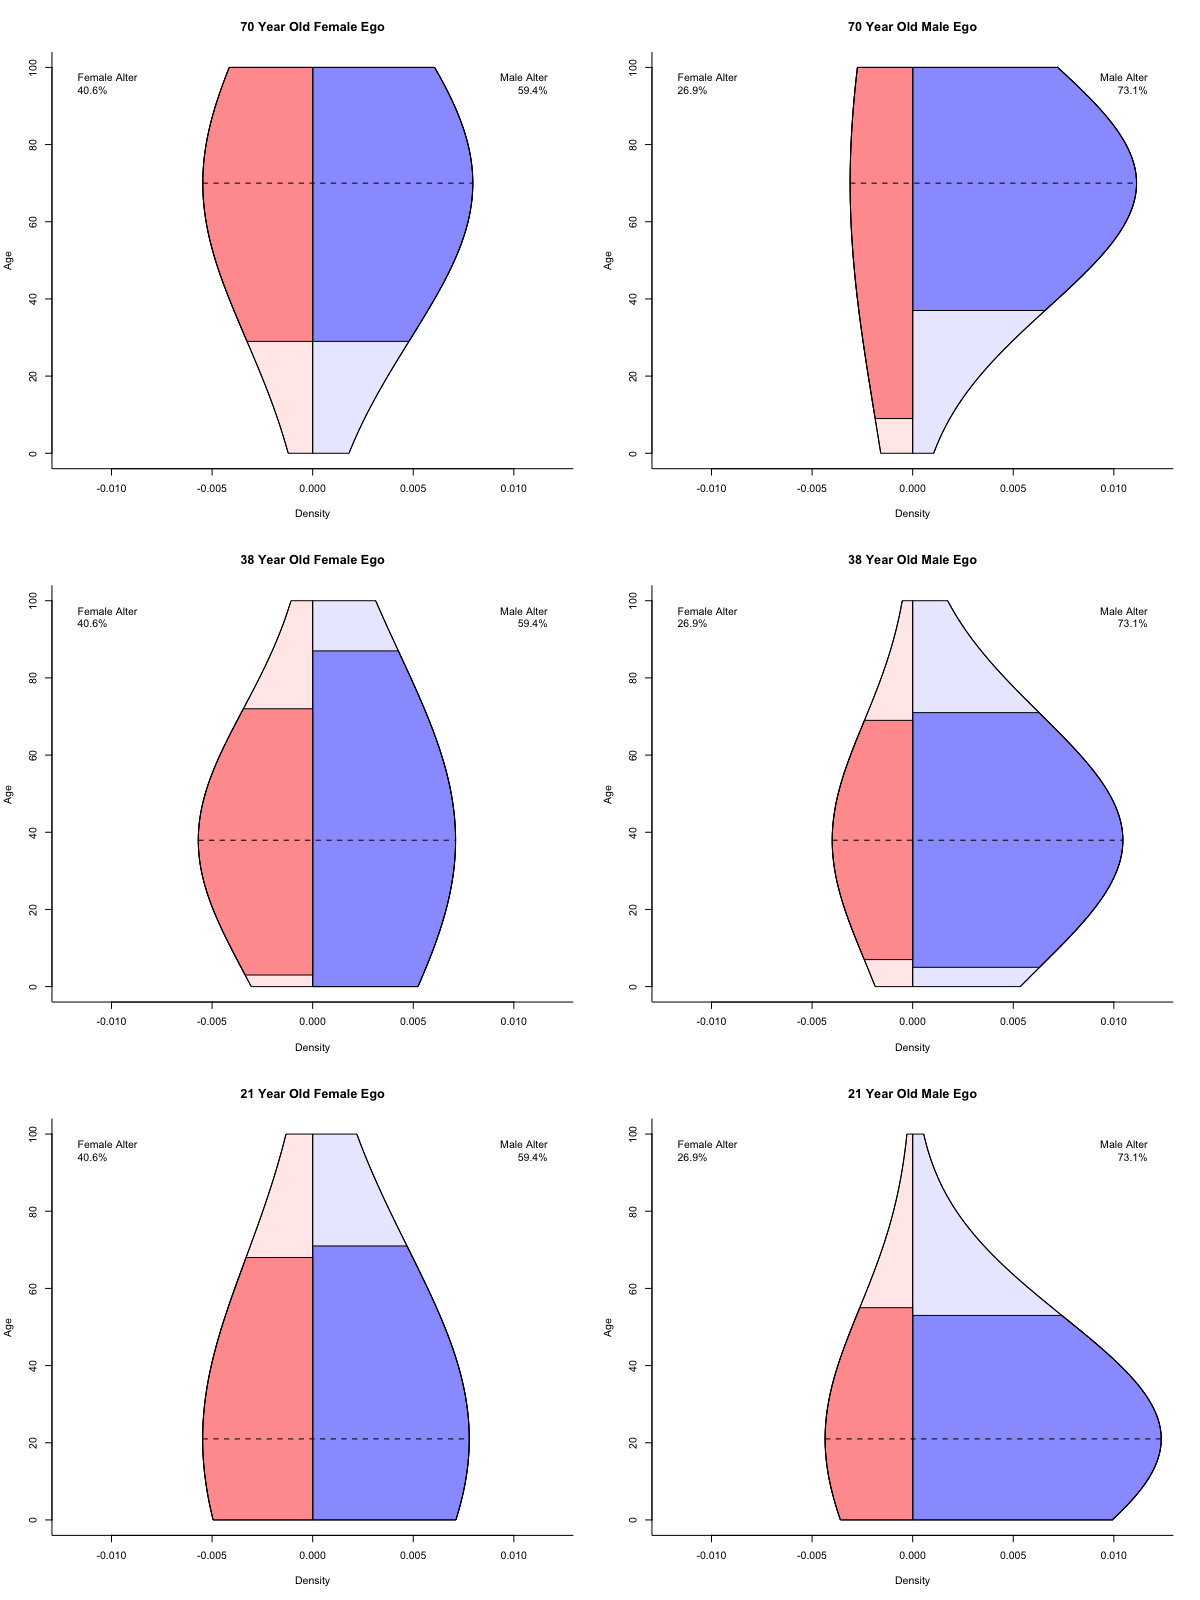 70 Year Old Female Ego
Female Alter
40.6%
Male Alter
59.4%
100
80
60
40
20
0
Age
-0.010 -0.005 0.000 0.005 0.010
Density
70 Year Old Male Ego
Female Alter
26.9%
Male Alter
73.1%
100
80
60
40
20
0
Age
-0.010 -0.005 0.000 0.005 0.010
Density
38 Year Old Female Ego
Female Alter
40.6%
Male Alter
59.4%
100
80
60
40
20
0
Age
-0.010 -0.005 0.000 0.005 0.010
Density
38 Year Old Male Ego
Female Alter
26.9%
Male Alter
73.1%
100
80
60
40
20
0
Age
-0.010 -0.005 0.000 0.005 0.010
Density
21 Year Old Female Ego
Female Alter
40.6%
Male Alter
59.4%
100
80
60
40
20
0
Age
-0.010 -0.005 0.000 0.005 0.010
Density
21 Year Old Male Ego
Female Alter
26.9%
Male Alter
73.1%
100
80
60
40
20
0
Age
-0.010 -0.005 0.000 0.005 0.010
Density